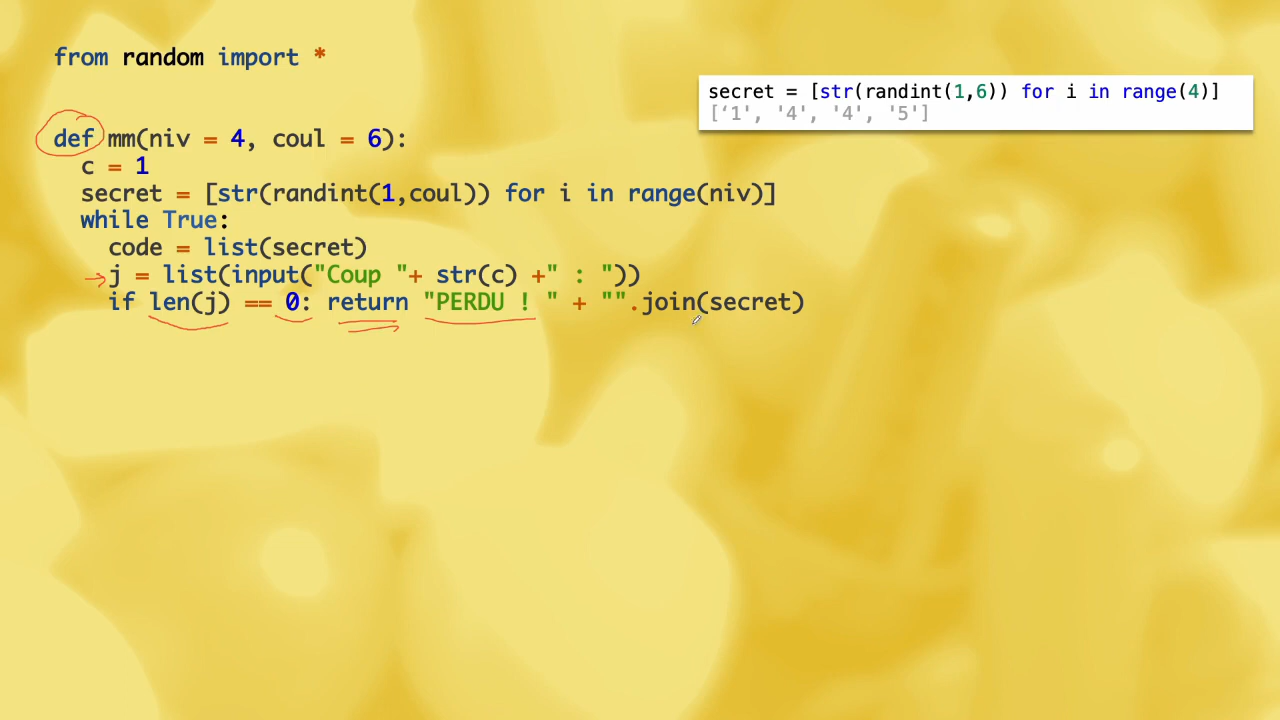 from random import *
secret = [str(randint(1,6)) for i in range(4)]
[‘1', '4', '4', '5']
def mm(niv = 4, coul = 6):
c = 1
secret = [str(randint(1,coul)) for i in range(niv)]
while True:
code = list(secret)
j = list(input("Coup "+ str(c) +" : "))
if len(j) == 0: return "PERDU ! " + "".join(secret)